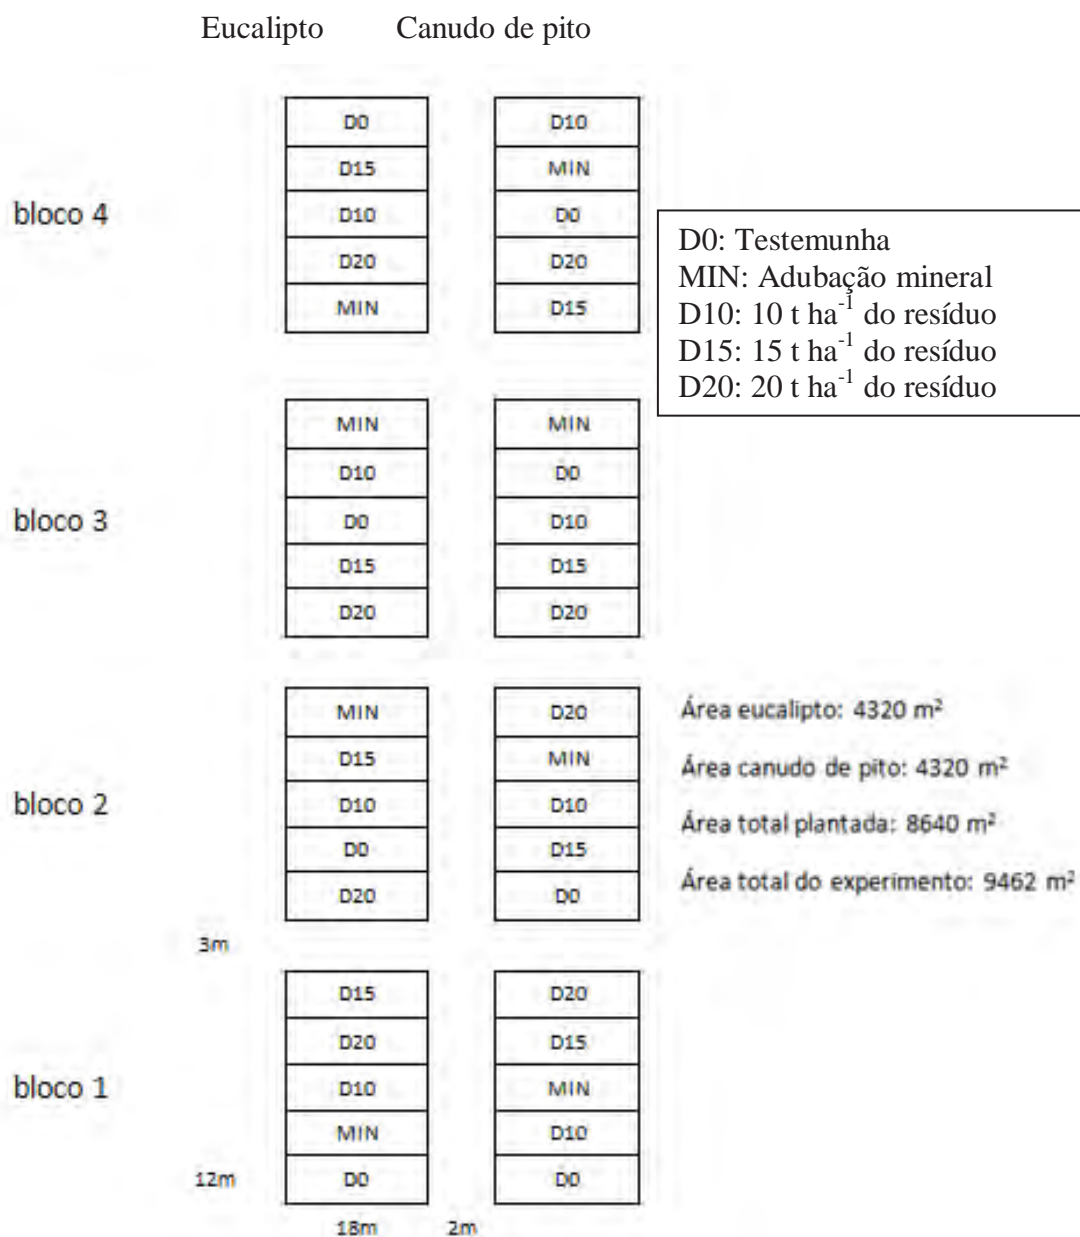 Eucalipto Canudo de pito
D0 D10
D15 MIN
bloco 4 D10 D0
D20 D20
MIN D15
D0: Testemunha
MIN: Adubação mineral
D10: 10 t ha⁻¹ do resíduo
D15: 15 t ha⁻¹ do resíduo
D20: 20 t ha⁻¹ do resíduo
MIN MIN
D10 D0
bloco 3 D0 D10
D15 D15
D20 D20
MIN D20
D15 MIN
bloco 2 D10 D10
D0 D15
D20 D0
Área eucalipto: 4320 m²
Área canudo de pito: 4320 m²
Área total plantada: 8640 m²
Área total do experimento: 9462 m²
3m
D15 D20
D20 D15
bloco 1 D10 MIN
MIN D10
12m D0 D0
18m 2m